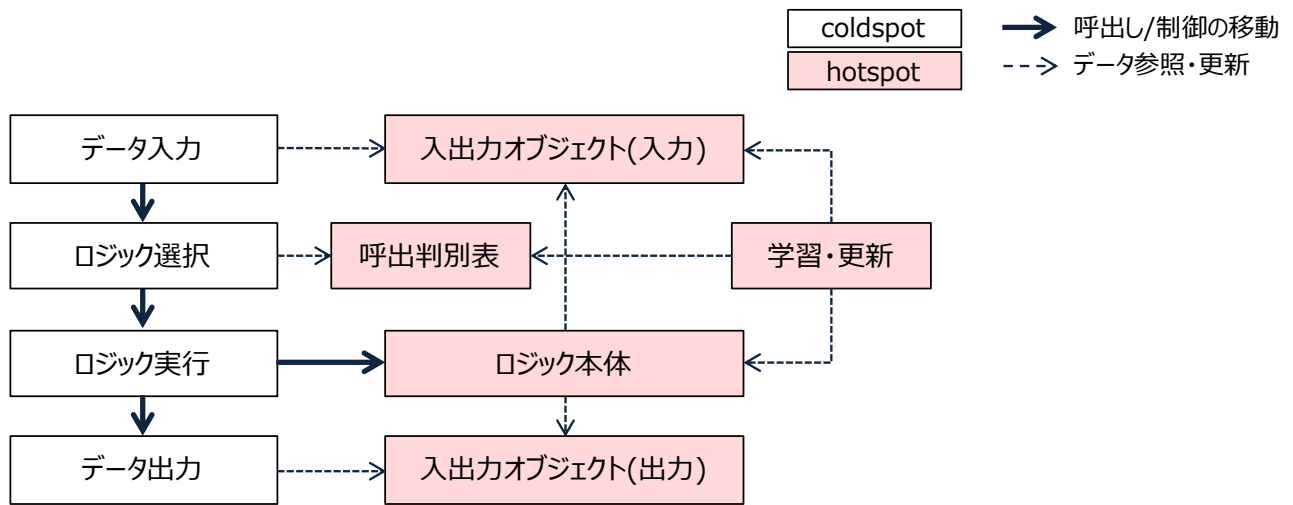 coldspot
呼出し/制御の移動
hotspot
データ参照・更新
データ入力
入出力オブジェクト(入力)
ロジック選択
呼出判別表
学習・更新
ロジック実行
ロジック本体
データ出力
入出力オブジェクト(出力)